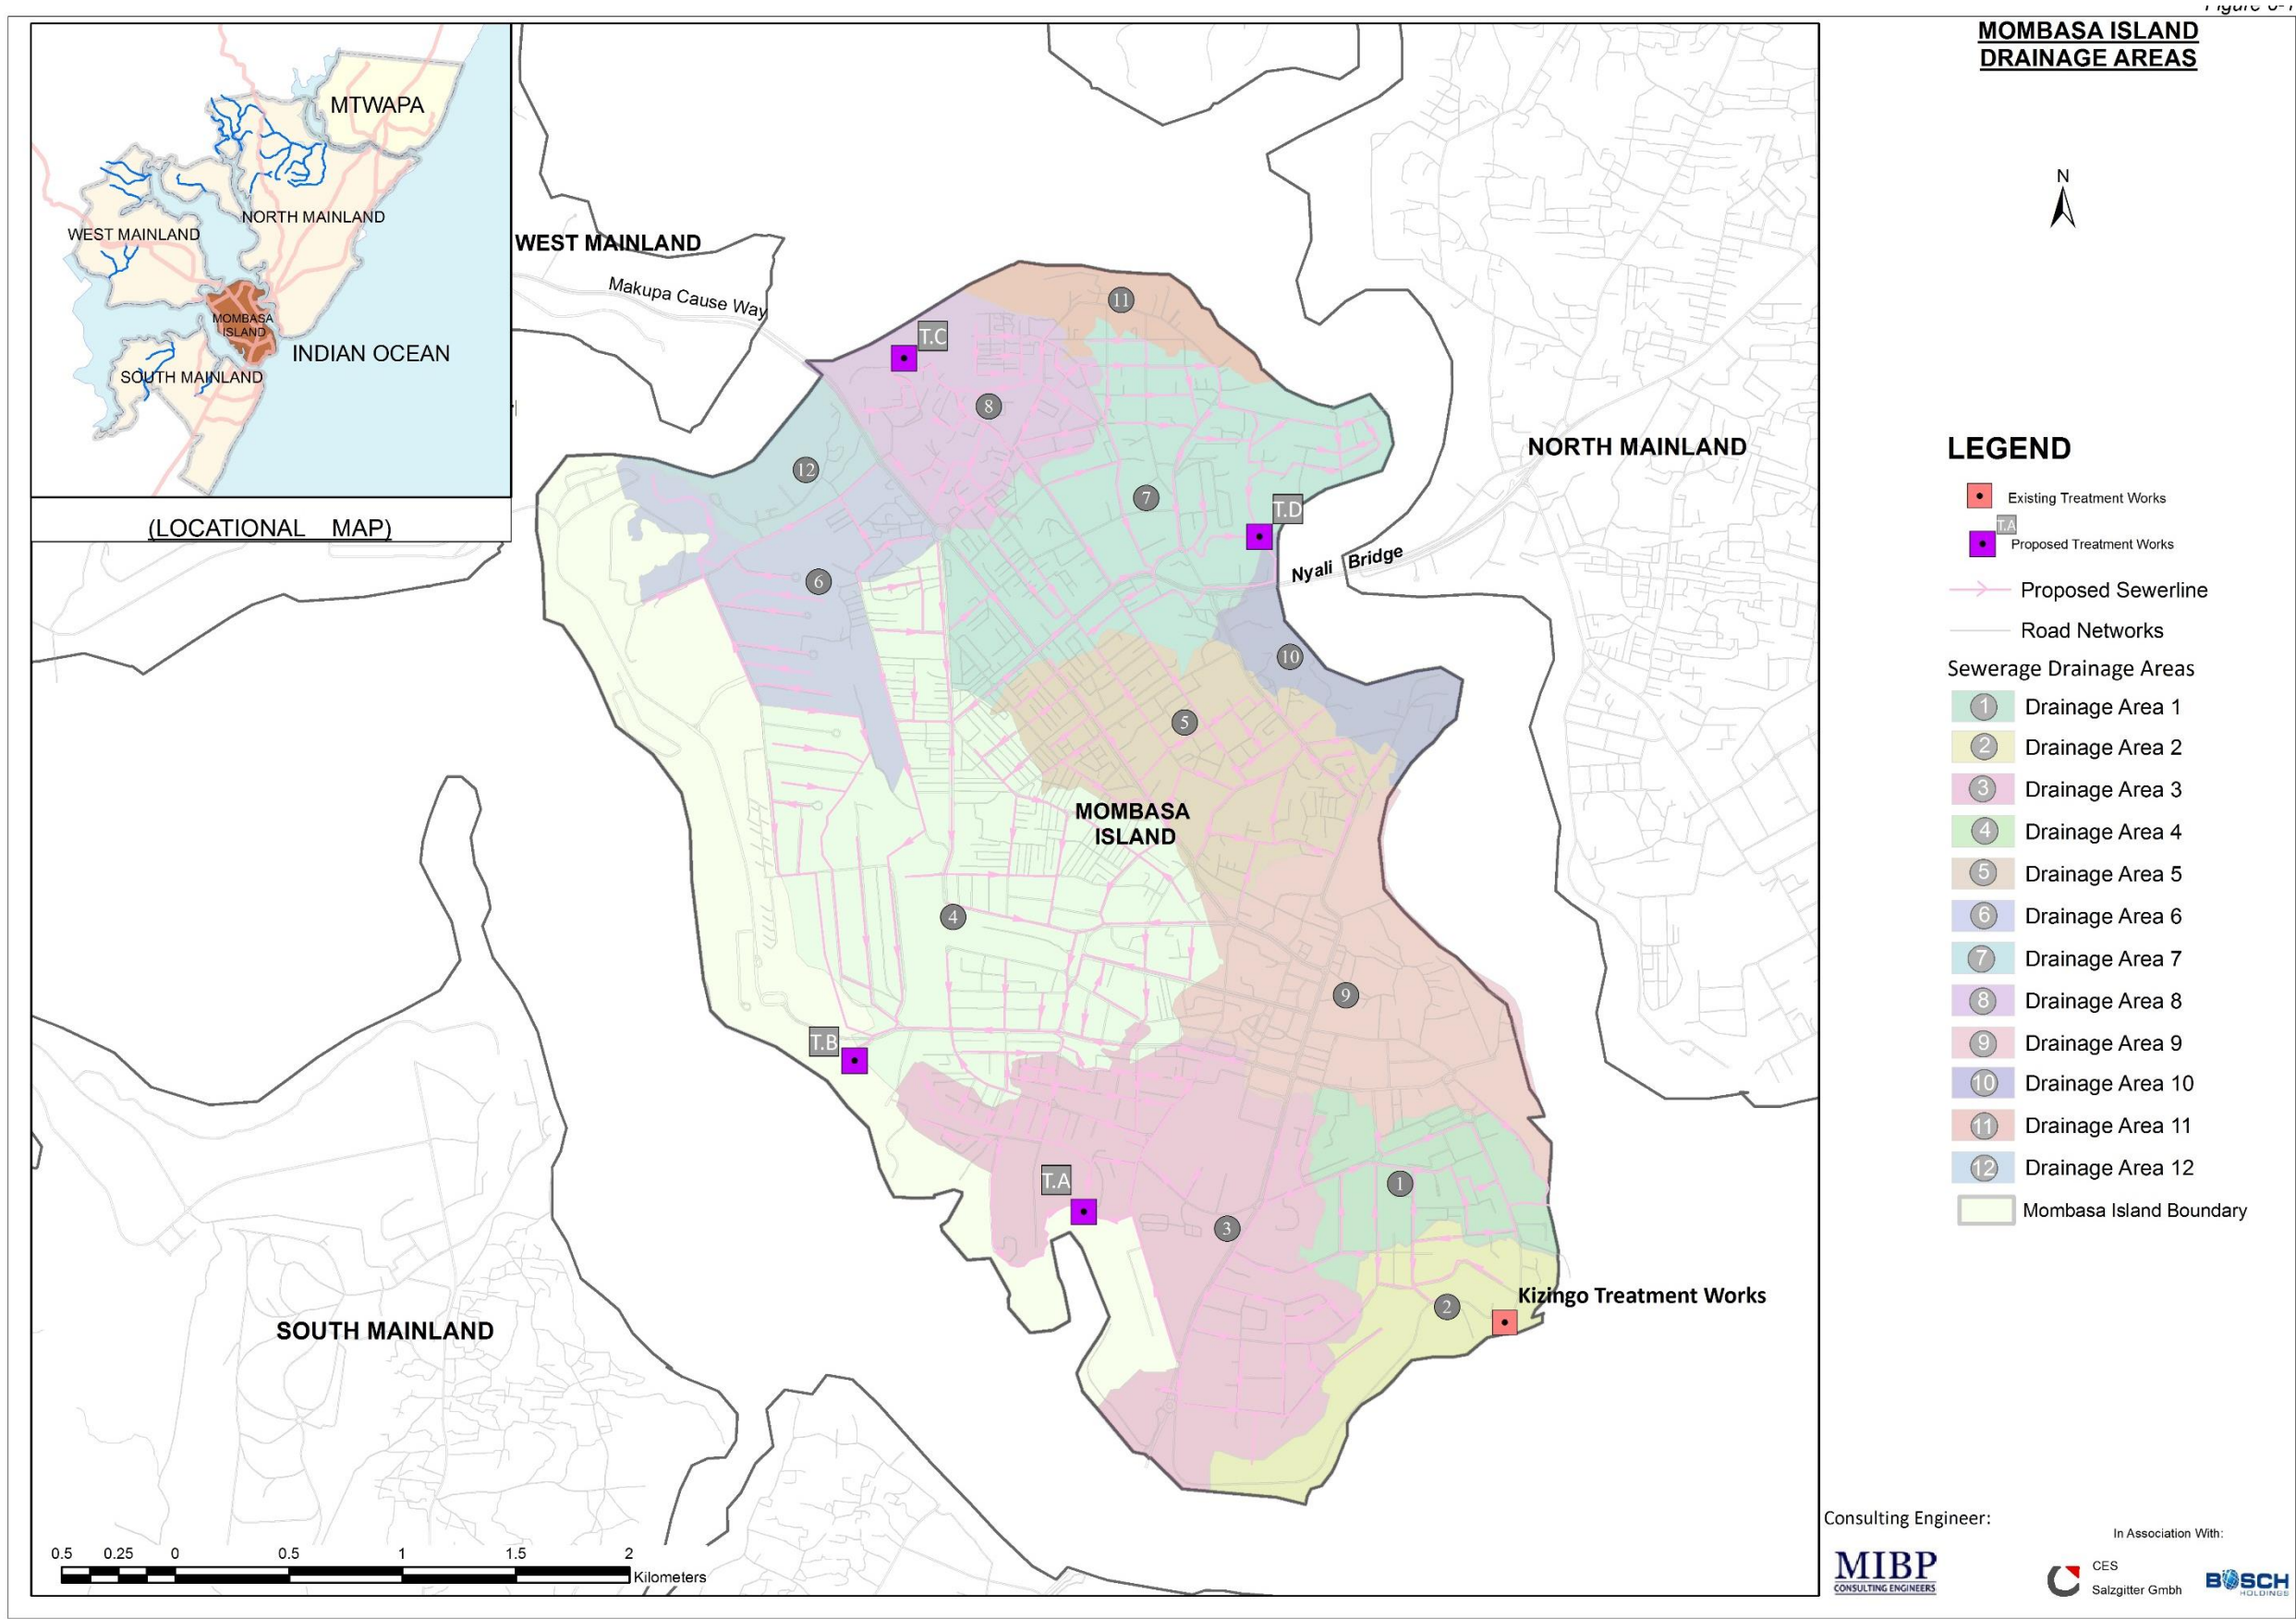 MOMBASA ISLAND
DRAINAGE AREAS
N
MTWAPA
NORTH MAINLAND
WEST MAINLAND
MOMBASA
ISLAND
INDIAN OCEAN
SOUTH MAINLAND
(LOCATIONAL MAP)
WEST MAINLAND
Makupa Cause Way
11
T.C
8
12
7
NORTH MAINLAND
T.D
Nyali Bridge
6
10
5
MOMBASA
ISLAND
4
9
T.B
T.A
1
3
Kizingo Treatment Works
2
SOUTH MAINLAND
0.5 0.25 0 0.5 1 1.5 2
Kilometers
LEGEND
Existing Treatment Works
T.A
Proposed Treatment Works
Proposed Sewerline
Road Networks
Sewerage Drainage Areas
1 Drainage Area 1
2 Drainage Area 2
3 Drainage Area 3
4 Drainage Area 4
5 Drainage Area 5
6 Drainage Area 6
7 Drainage Area 7
8 Drainage Area 8
9 Drainage Area 9
10 Drainage Area 10
11 Drainage Area 11
12 Drainage Area 12
Mombasa Island Boundary
Consulting Engineer:
In Association With:
MIBP
CONSULTING ENGINEERS
CES
Salzgitter Gmbh
BOSCH
HOLDINGS